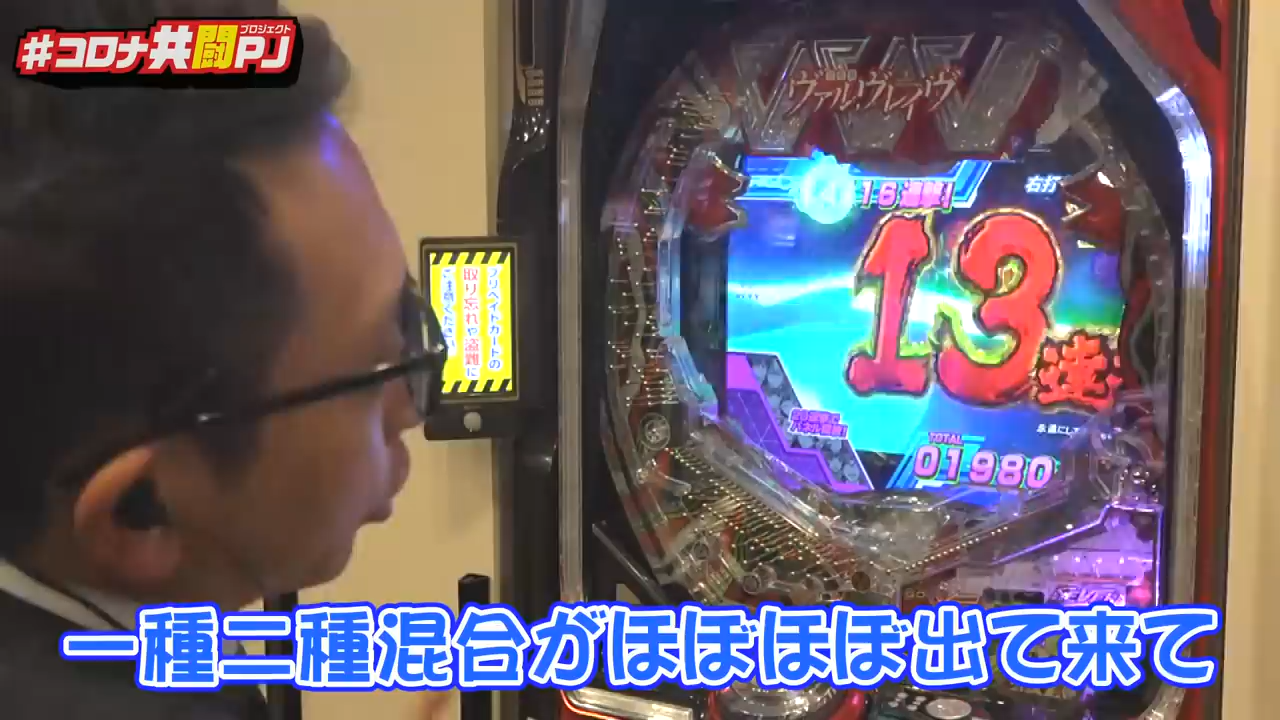 プロジェクト
#コロナ共闘PJ
ヴァルヴレイヴ
16連撃!
右打
13連
プリペイドカードの
取り忘れや盗難に
ご注意ください
TOTAL
01980
一種二種混合がほぼほぼ出て来て